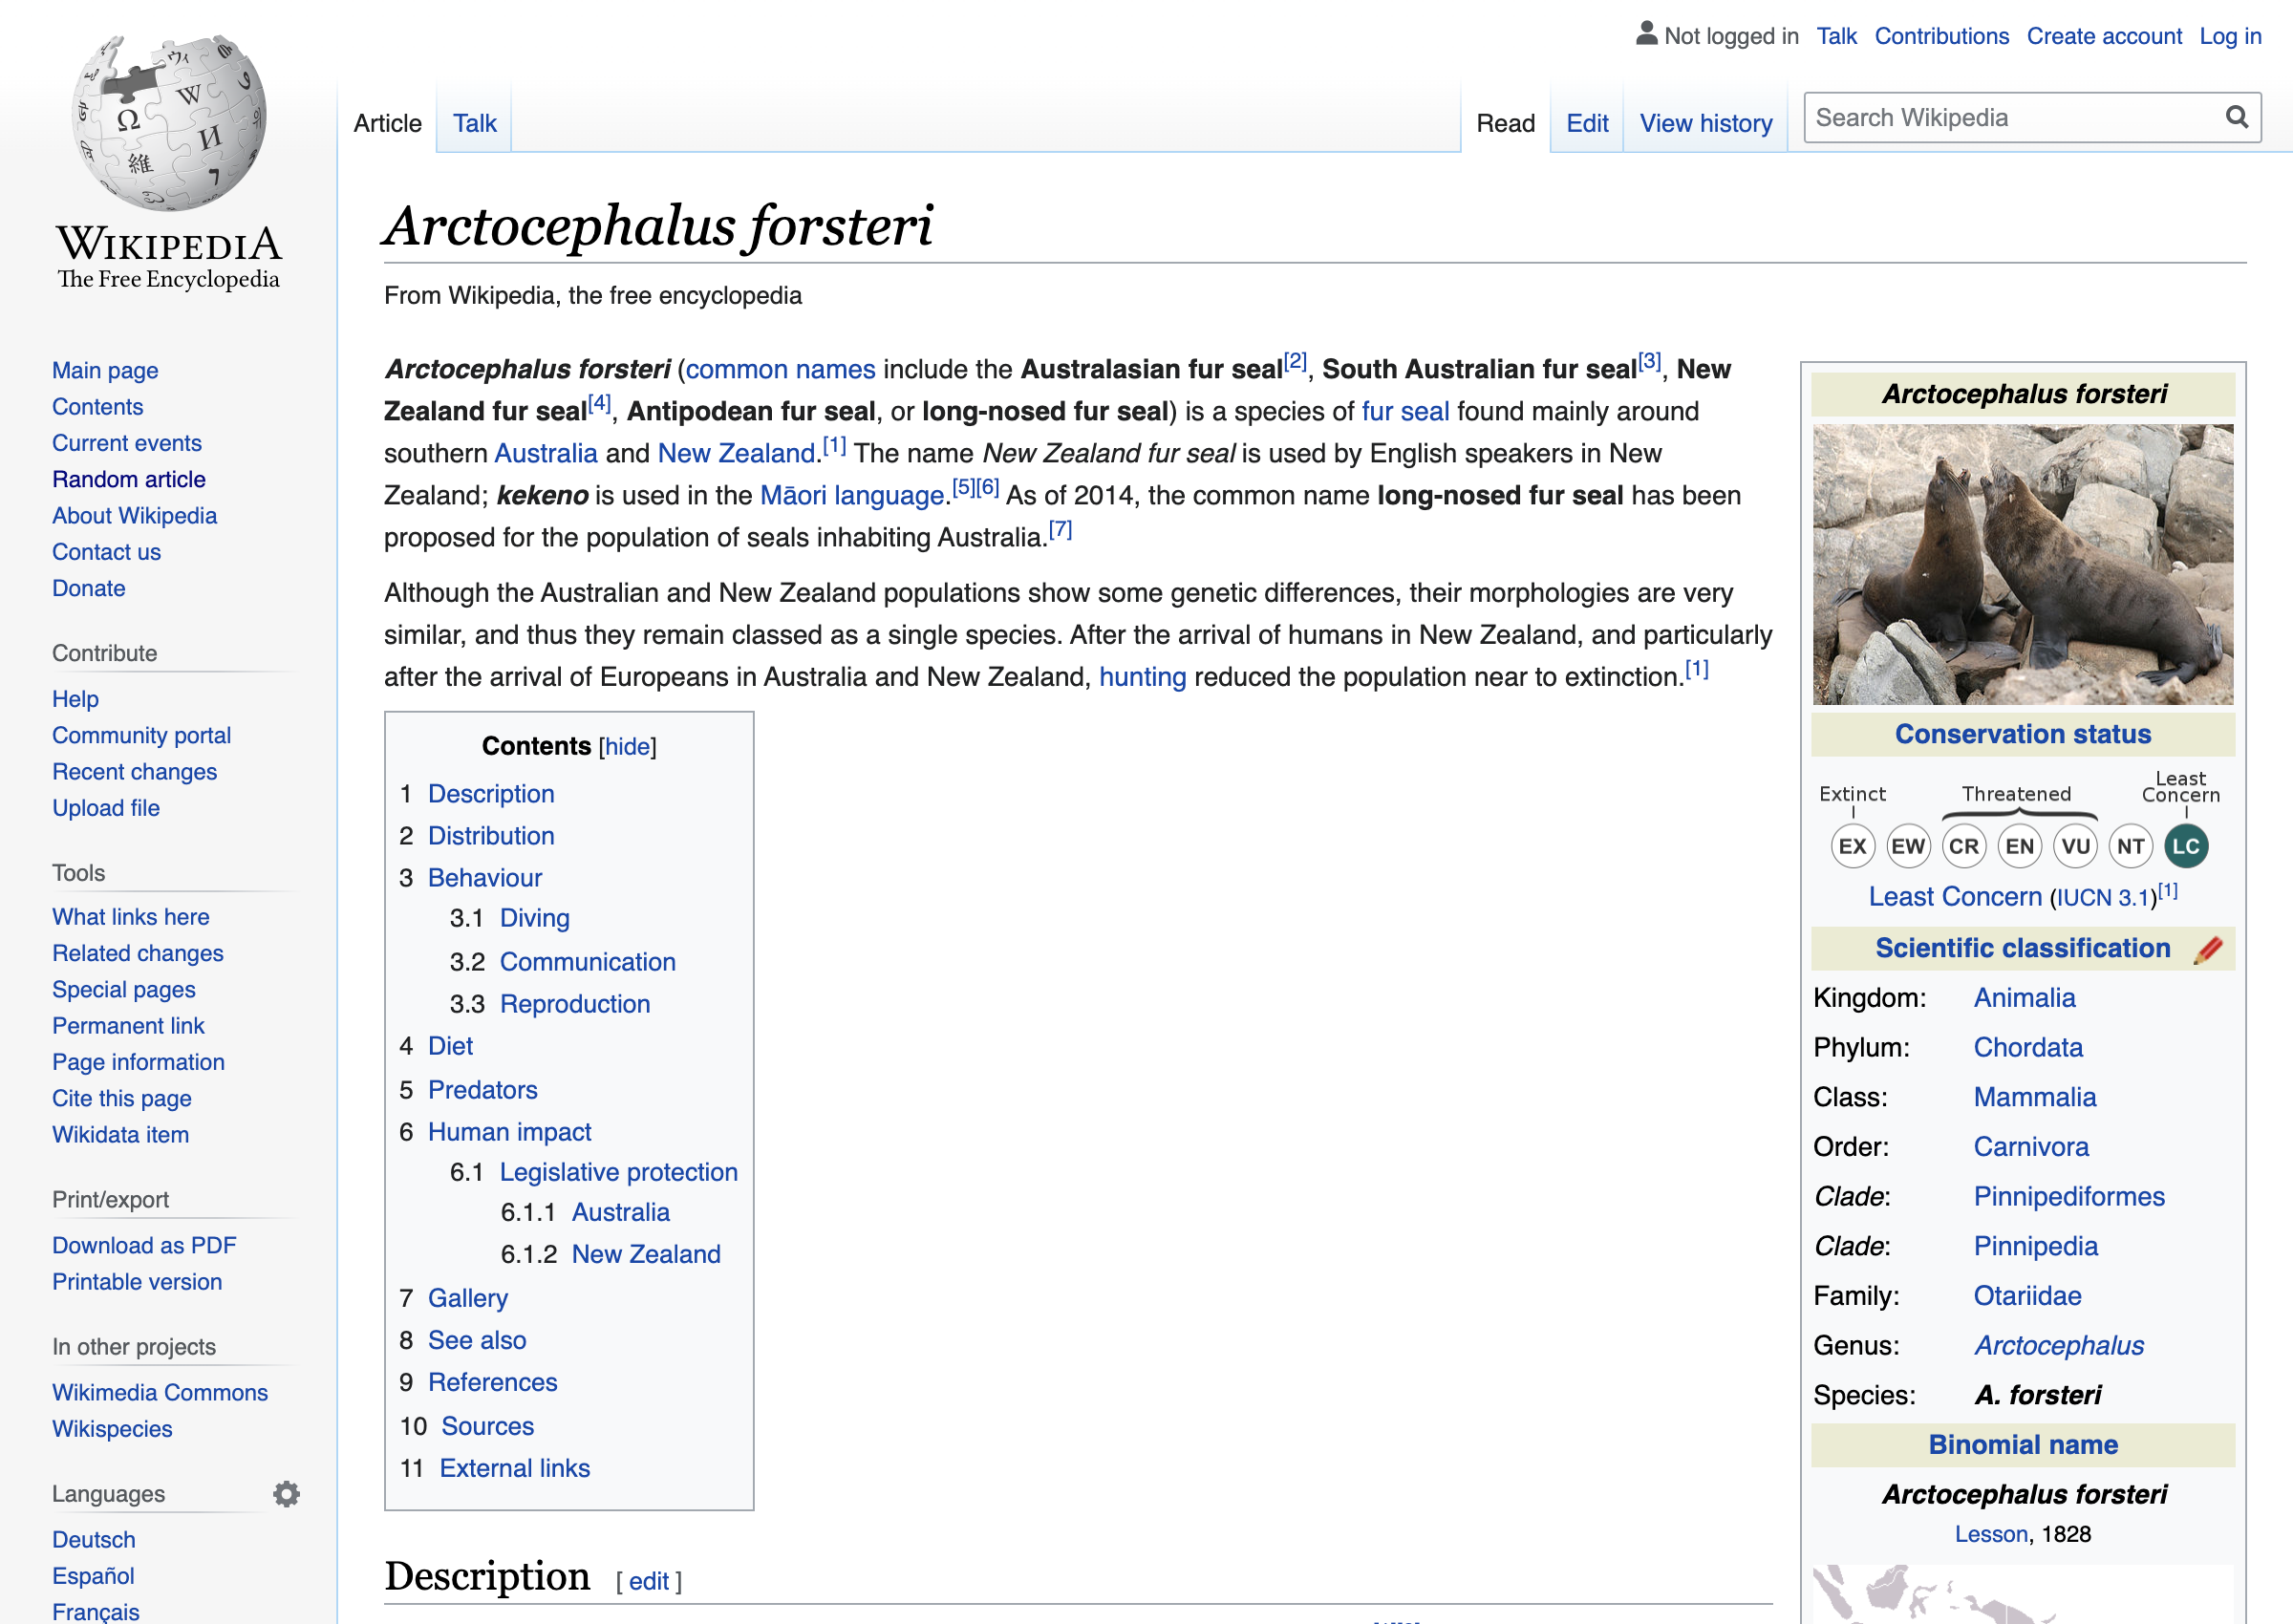 Not logged in Talk Contributions Create account Log in
Article Talk Read Edit View history Search Wikipedia
Ω W И 維 ウィ 7
WIKIPEDIA
The Free Encyclopedia
Main page
Contents
Current events
Random article
About Wikipedia
Contact us
Donate
Contribute
Help
Community portal
Recent changes
Upload file
Tools
What links here
Related changes
Special pages
Permanent link
Page information
Cite this page
Wikidata item
Print/export
Download as PDF
Printable version
In other projects
Wikimedia Commons
Wikispecies
Languages
Deutsch
Español
Français
Arctocephalus forsteri
From Wikipedia, the free encyclopedia
Arctocephalus forsteri (common names include the Australasian fur seal[2], South Australian fur seal[3], New
Zealand fur seal[4], Antipodean fur seal, or long-nosed fur seal) is a species of fur seal found mainly around
southern Australia and New Zealand.[1] The name New Zealand fur seal is used by English speakers in New
Zealand; kekeno is used in the Māori language.[5][6] As of 2014, the common name long-nosed fur seal has been
proposed for the population of seals inhabiting Australia.[7]
Although the Australian and New Zealand populations show some genetic differences, their morphologies are very
similar, and thus they remain classed as a single species. After the arrival of humans in New Zealand, and particularly
after the arrival of Europeans in Australia and New Zealand, hunting reduced the population near to extinction.[1]
Contents [hide]
1 Description
2 Distribution
3 Behaviour
3.1 Diving
3.2 Communication
3.3 Reproduction
4 Diet
5 Predators
6 Human impact
6.1 Legislative protection
6.1.1 Australia
6.1.2 New Zealand
7 Gallery
8 See also
9 References
10 Sources
11 External links
Description [ edit ]
Arctocephalus forsteri
Conservation status
Extinct Threatened Least
Concern
EX EW CR EN VU NT LC
Least Concern (IUCN 3.1)[1]
Scientific classification
Kingdom: Animalia
Phylum: Chordata
Class: Mammalia
Order: Carnivora
Clade: Pinnipediformes
Clade: Pinnipedia
Family: Otariidae
Genus: Arctocephalus
Species: A. forsteri
Binomial name
Arctocephalus forsteri
Lesson, 1828